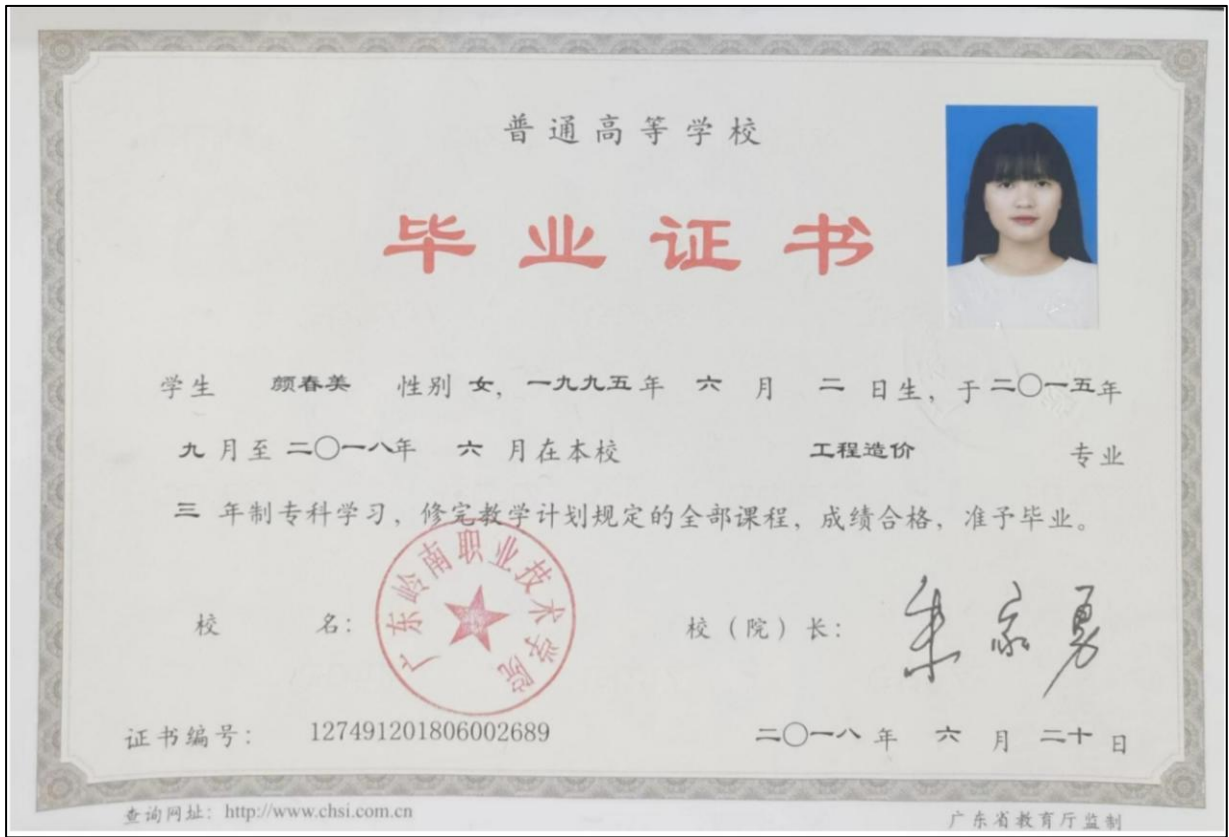 普通高等学校
毕业证书
学生 颜春美 性别 女，一九九五年 六 月 二 日生，于二〇一五年
九 月至 二〇一八年 六 月在本校 工程造价 专业
三 年制专科学习，修完教学计划规定的全部课程，成绩合格，准予毕业。
广东岭南职业技术学院
校 名： 校（院）长： 朱家勇
证书编号： 127491201806002689 二〇一八 年 六 月 二十 日
查询网址：http://www.chsi.com.cn 广东省教育厅监制